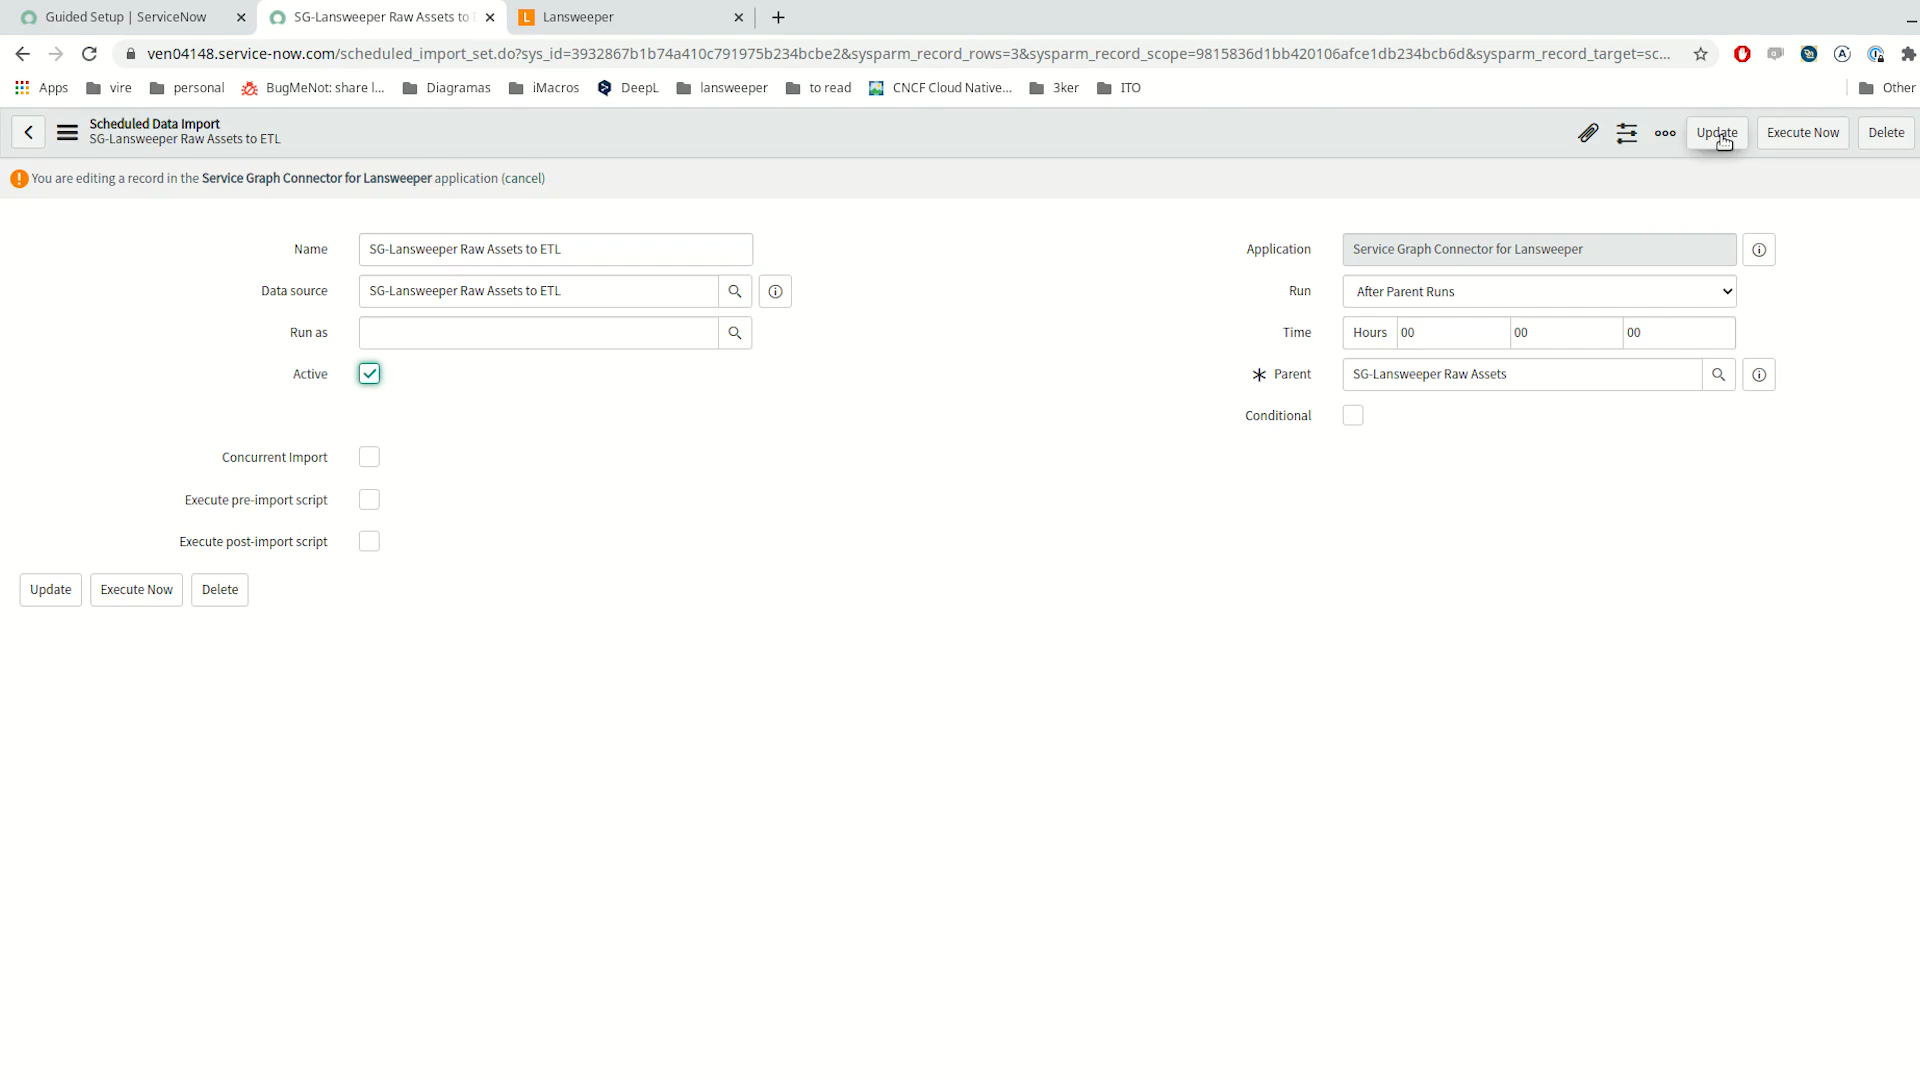 Guided Setup | ServiceNow
SG-Lansweeper Raw Assets to
L Lansweeper
ven04148.service-now.com/scheduled_import_set.do?sys_id=3932867b1b74a410c791975b234bcbe2&sysparm_record_rows=3&sysparm_record_scope=9815836d1bb420106afce1db234bcb6d&sysparm_record_target=sc...
Apps vire personal BugMeNot: share l... Diagramas iMacros DeepL lansweeper to read CNCF Cloud Native... 3ker ITO Other
Scheduled Data Import
SG-Lansweeper Raw Assets to ETL
Update Execute Now Delete
You are editing a record in the Service Graph Connector for Lansweeper application (cancel)
Name SG-Lansweeper Raw Assets to ETL
Data source SG-Lansweeper Raw Assets to ETL
Run as
Active
Concurrent Import
Execute pre-import script
Execute post-import script
Application Service Graph Connector for Lansweeper
Run After Parent Runs
Time Hours 00 00 00
Parent SG-Lansweeper Raw Assets
Conditional
Update Execute Now Delete